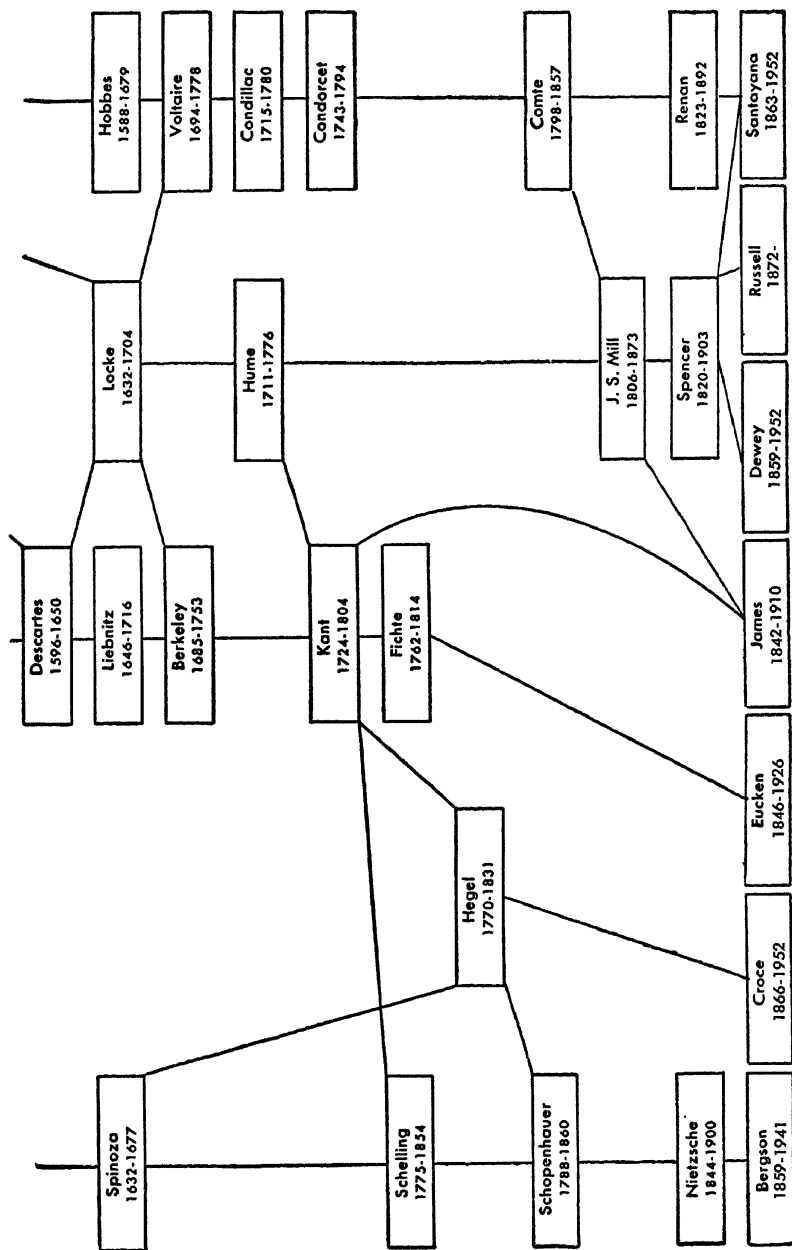 Descartes
1596-1650
Spinoza
1632-1677
Liebnitz
1646-1716
Locke
1632-1704
Hobbes
1588-1679
Berkeley
1685-1753
Voltaire
1694-1778
Hume
1711-1776
Condillac
1715-1780
Kant
1724-1804
Condorcet
1743-1794
Schelling
1775-1854
Fichte
1762-1814
Hegel
1770-1831
Schopenhauer
1788-1860
Comte
1798-1857
J. S. Mill
1806-1873
Nietzsche
1844-1900
Spencer
1820-1903
Renan
1823-1892
Bergson
1859-1941
Croce
1866-1952
Eucken
1846-1926
James
1842-1910
Dewey
1859-1952
Russell
1872-
Santayana
1863-1952